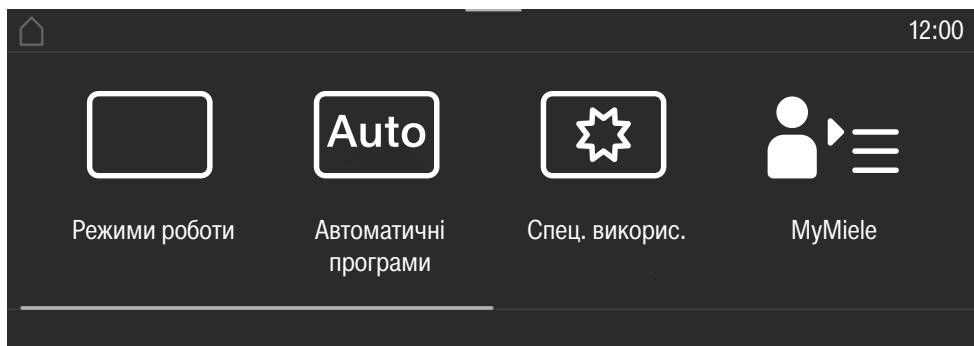 12:00
Auto
Режими роботи
Автоматичні
програми
Спец. викорис.
MyMiele